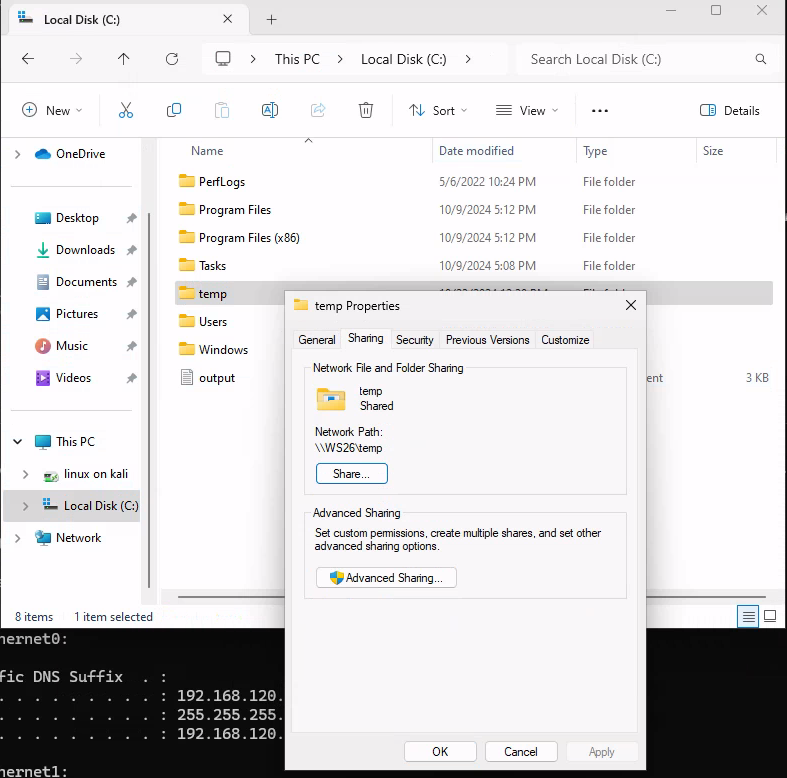 Local Disk (C:)
This PC
Local Disk (C:)
Search Local Disk (C:)
New
Sort
View
Details
OneDrive
Desktop
Downloads
Documents
Pictures
Music
Videos
This PC
linux on kali
Local Disk (C:)
Network
Name
Date modified
Type
Size
PerfLogs
5/6/2022 10:24 PM
File folder
Program Files
10/9/2024 5:12 PM
File folder
Program Files (x86)
10/9/2024 5:12 PM
File folder
Tasks
10/9/2024 5:08 PM
File folder
temp
Users
Windows
output
ent
3 KB
temp Properties
General
Sharing
Security
Previous Versions
Customize
Network File and Folder Sharing
temp
Shared
Network Path:
\\WS26\temp
Share...
Advanced Sharing
Set custom permissions, create multiple shares, and set other
advanced sharing options.
Advanced Sharing...
OK
Cancel
Apply
8 items
1 item selected
hernet0:
fic DNS Suffix . :
. . . . . . . . . : 192.168.120.
. . . . . . . . . : 255.255.255.
. . . . . . . . . : 192.168.120.
hernet1: